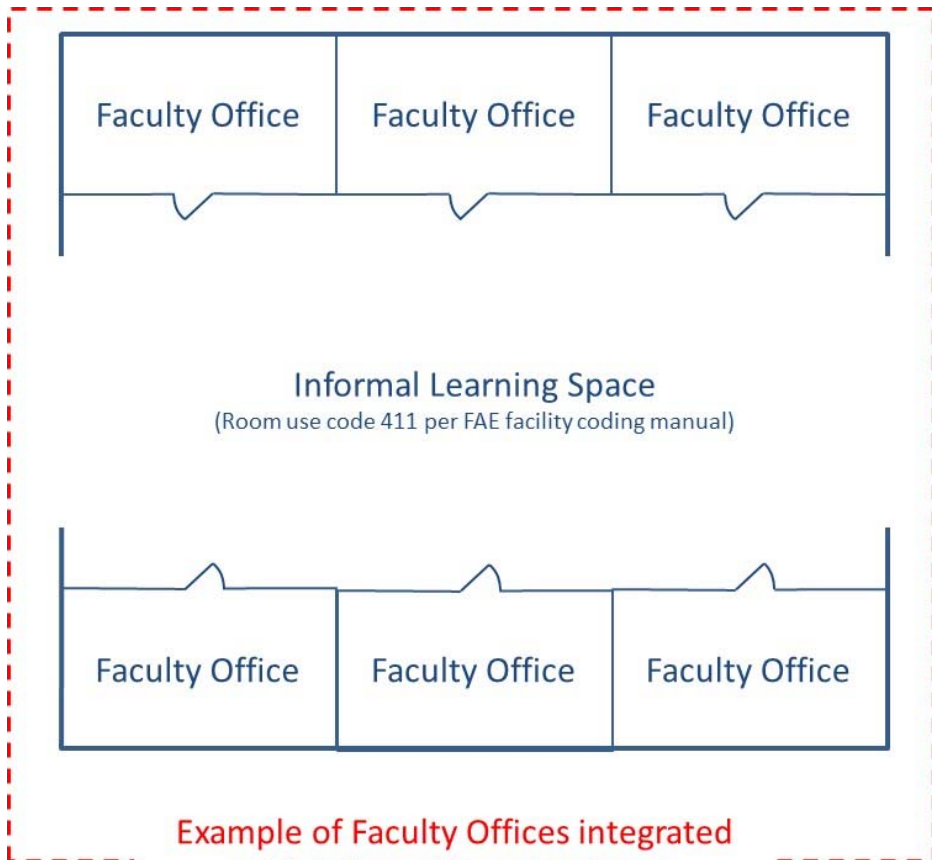 Faculty Office Faculty Office Faculty Office
Informal Learning Space
(Room use code 411 per FAE facility coding manual)
Faculty Office Faculty Office Faculty Office
Example of Faculty Offices integrated